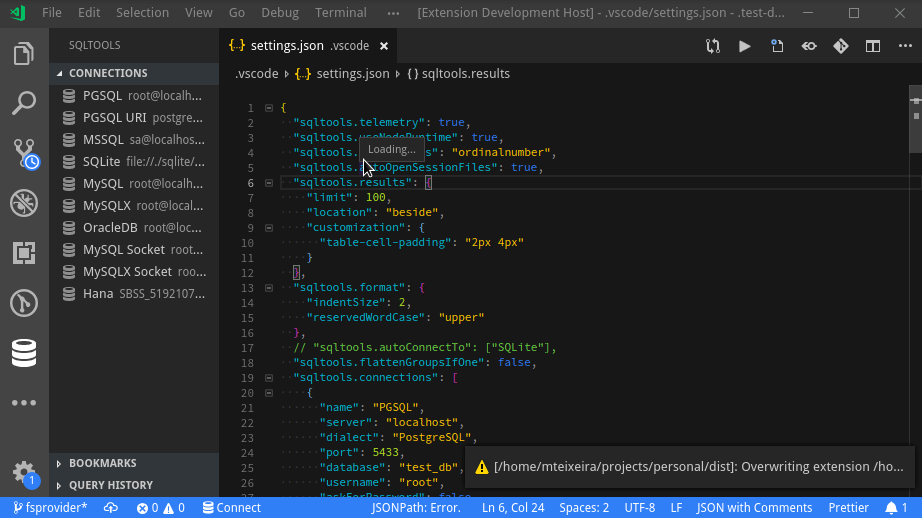 File Edit Selection View Go Debug Terminal ··· [Extension Development Host] - .vscode/settings.json - .test-d...
SQLTOOLS
CONNECTIONS
PGSQL root@localh...
PGSQL URI postgre...
MSSQL sa@localhos...
SQLite file://./sqlite/...
MySQL root@local...
MySQLX root@local...
OracleDB root@loc...
MySQL Socket root...
MySQLX Socket roo...
Hana SBSS_5192107...
BOOKMARKS
QUERY HISTORY
1
{..} settings.json .vscode ×
.vscode › {..} settings.json › { } sqltools.results
1 {
2 "sqltools.telemetry": true,
3 "sqltools.useNodeRuntime": true,
4 "sqltools. s": "ordinalnumber",
Loading...
5 "sqltools.autoOpenSessionFiles": true,
6 "sqltools.results": {
7 "limit": 100,
8 "location": "beside",
9 "customization": {
10 "table-cell-padding": "2px 4px"
11 }
12 },
13 "sqltools.format": {
14 "indentSize": 2,
15 "reservedWordCase": "upper"
16 },
17 // "sqltools.autoConnectTo": ["SQLite"],
18 "sqltools.flattenGroupsIfOne": false,
19 "sqltools.connections": [
20 {
21 "name": "PGSQL",
22 "server": "localhost",
23 "dialect": "PostgreSQL",
24 "port": 5433,
25 "database": "test_db",
26 "username": "root",
27 "askForPassword": false,
[/home/mteixeira/projects/personal/dist]: Overwriting extension /ho...
fsprovider* 0 0 Connect JSONPath: Error. Ln 6, Col 24 Spaces: 2 UTF-8 LF JSON with Comments Prettier 1